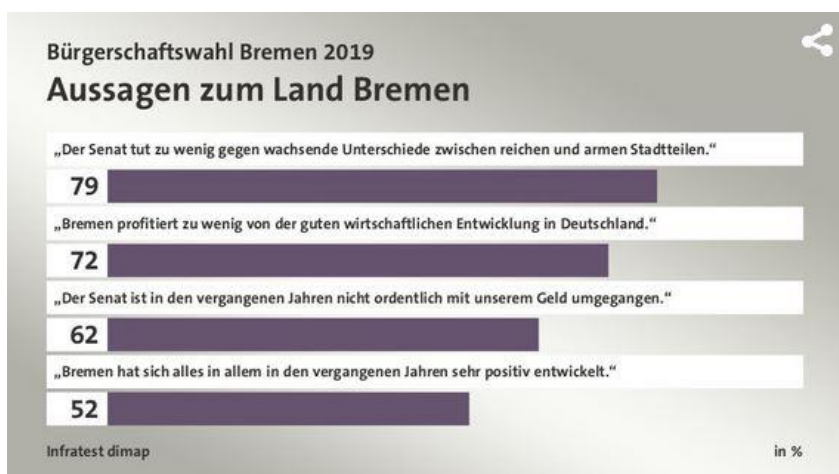 Bürgerschaftswahl Bremen 2019
Aussagen zum Land Bremen
„Der Senat tut zu wenig gegen wachsende Unterschiede zwischen reichen und armen Stadtteilen.“
79
„Bremen profitiert zu wenig von der guten wirtschaftlichen Entwicklung in Deutschland.“
72
„Der Senat ist in den vergangenen Jahren nicht ordentlich mit unserem Geld umgegangen.“
62
„Bremen hat sich alles in allem in den vergangenen Jahren sehr positiv entwickelt.“
52
Infratest dimap in %